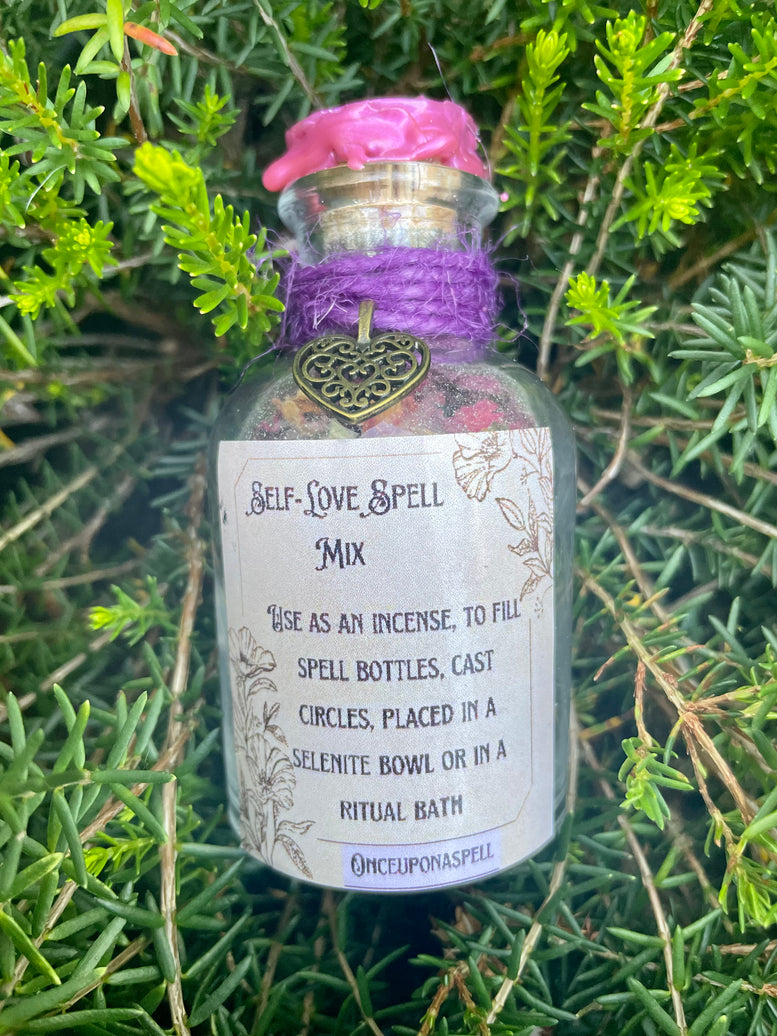 Self-Love Spell
Mix
Use as an incense, to fill
spell bottles, cast
circles, placed in a
selenite bowl or in a
ritual bath
Onceuponaspell